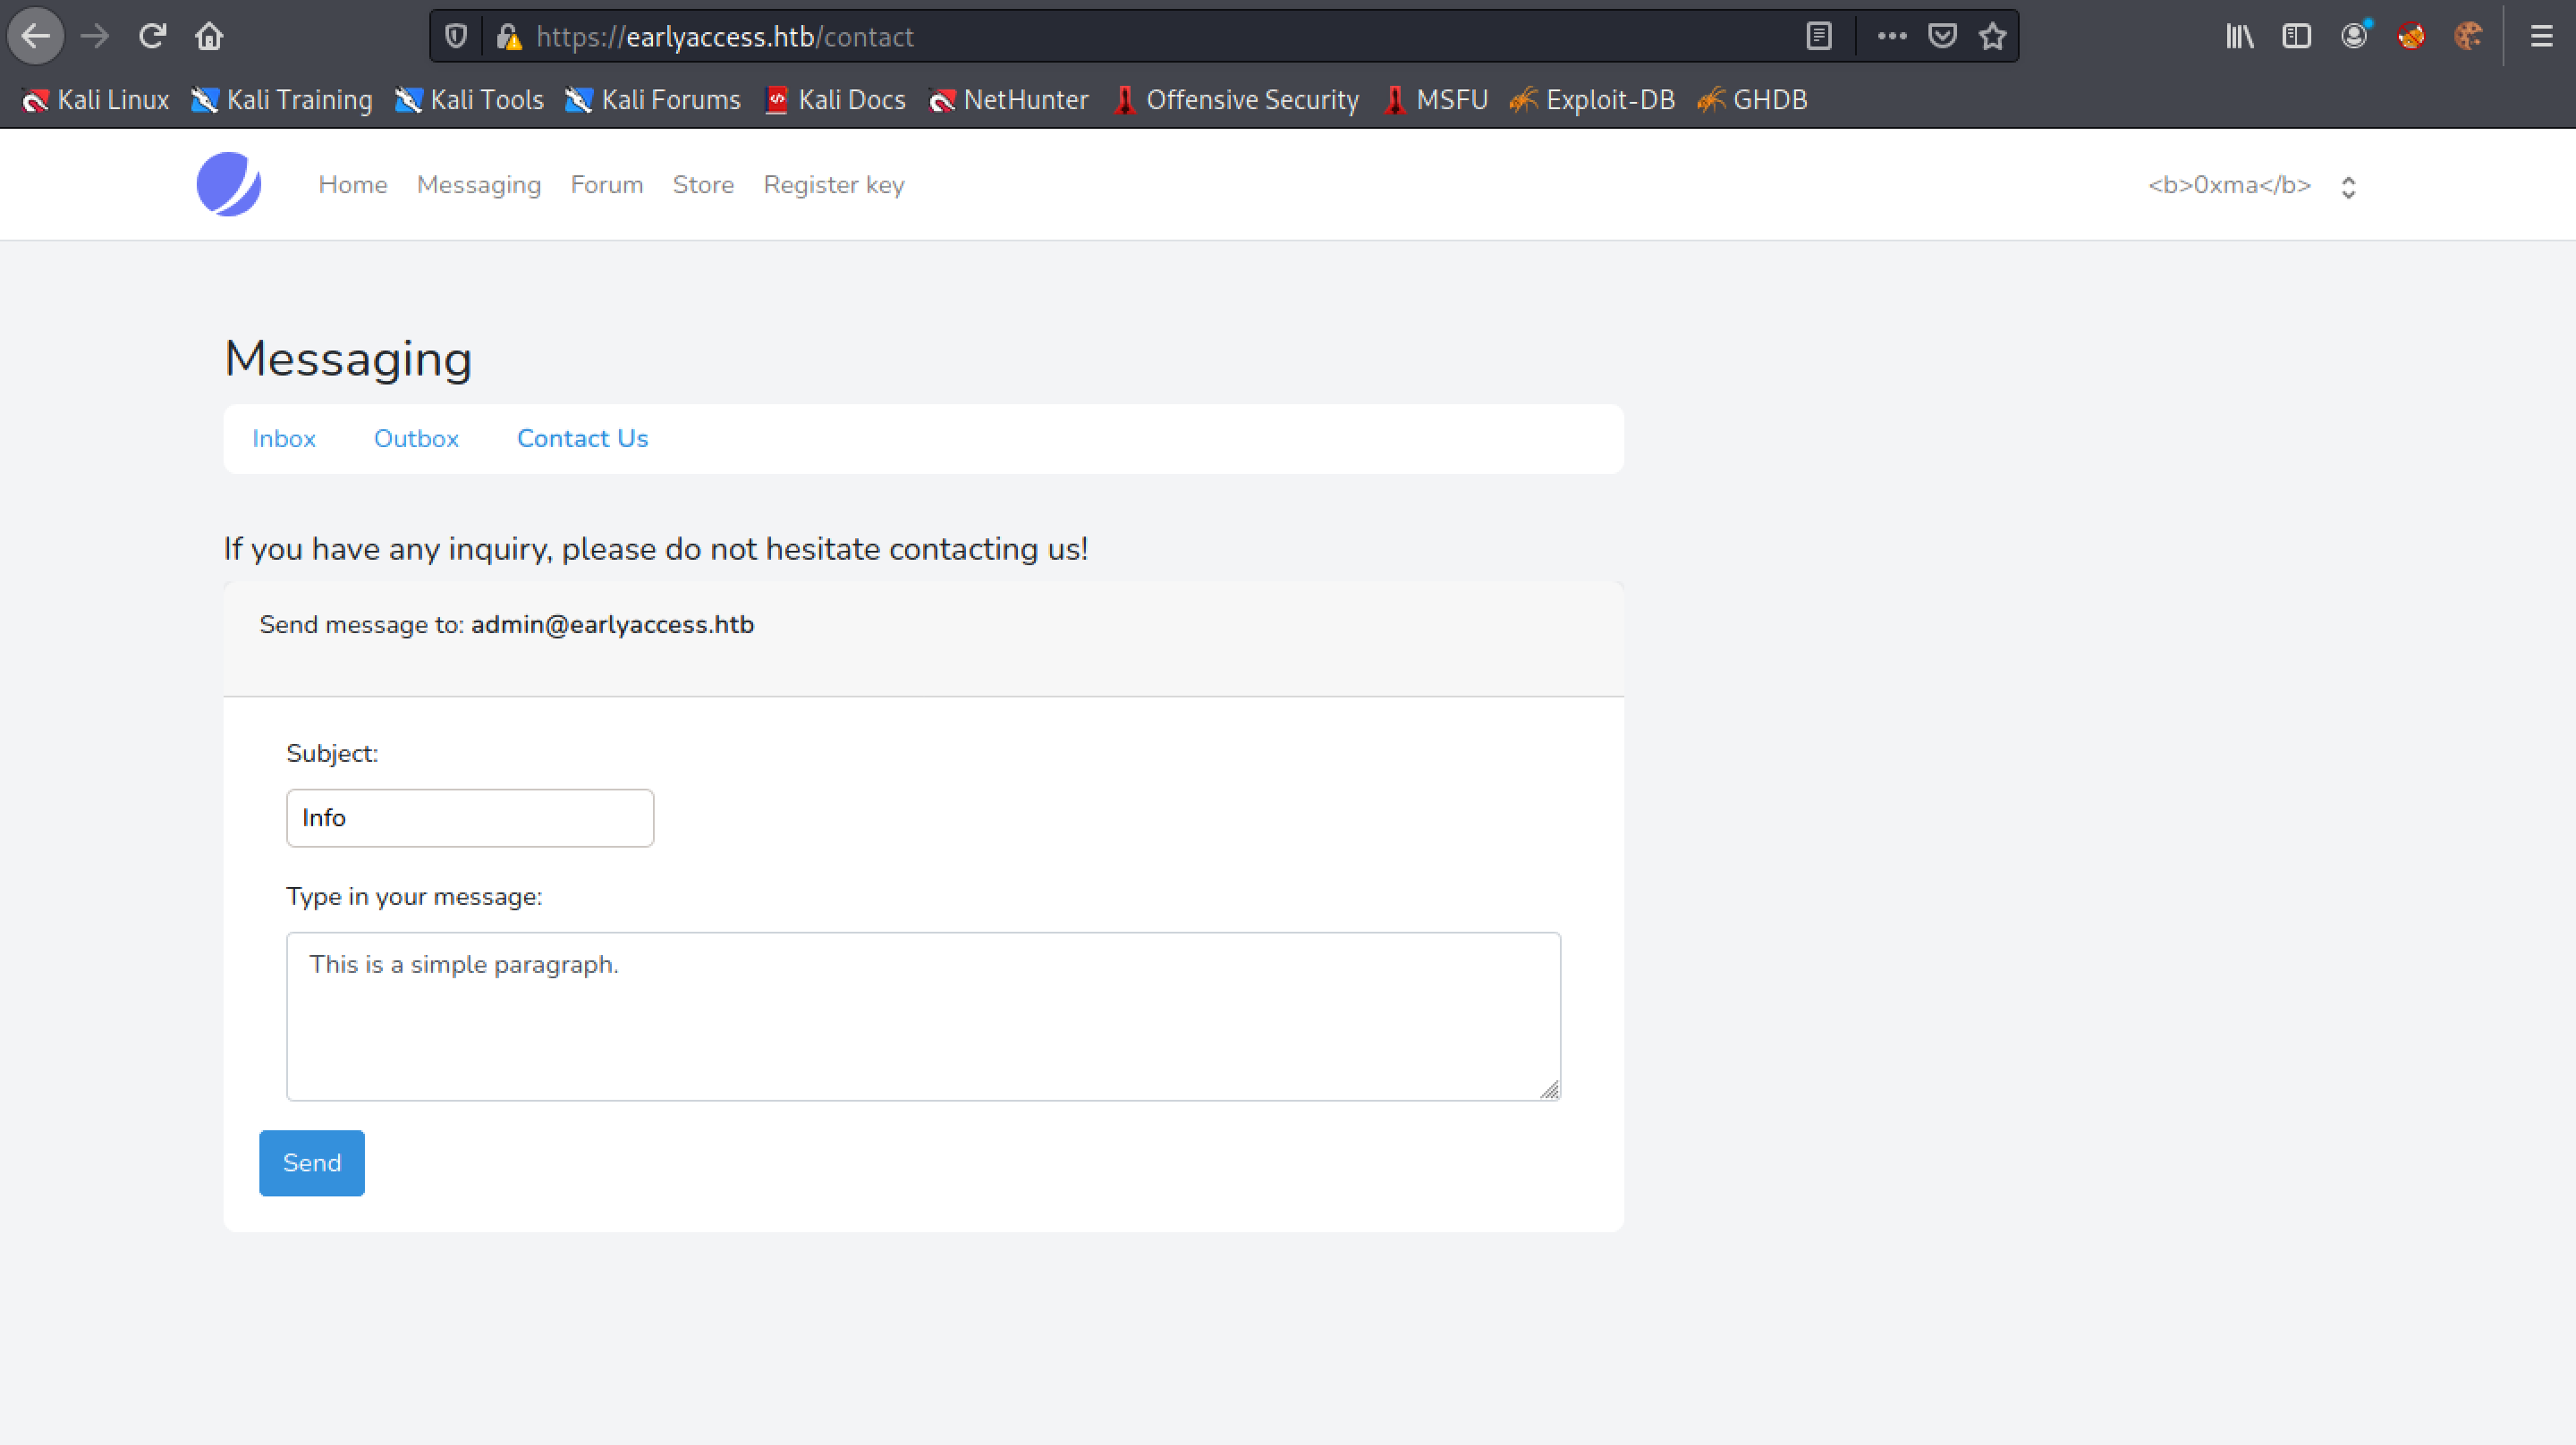 https://earlyaccess.htb/contact
Kali Linux Kali Training Kali Tools Kali Forums Kali Docs NetHunter Offensive Security MSFU Exploit-DB GHDB
Home Messaging Forum Store Register key <b>0xma</b>
Messaging
Inbox Outbox Contact Us
If you have any inquiry, please do not hesitate contacting us!
Send message to: admin@earlyaccess.htb
Subject:
Info
Type in your message:
This is a simple paragraph.
Send